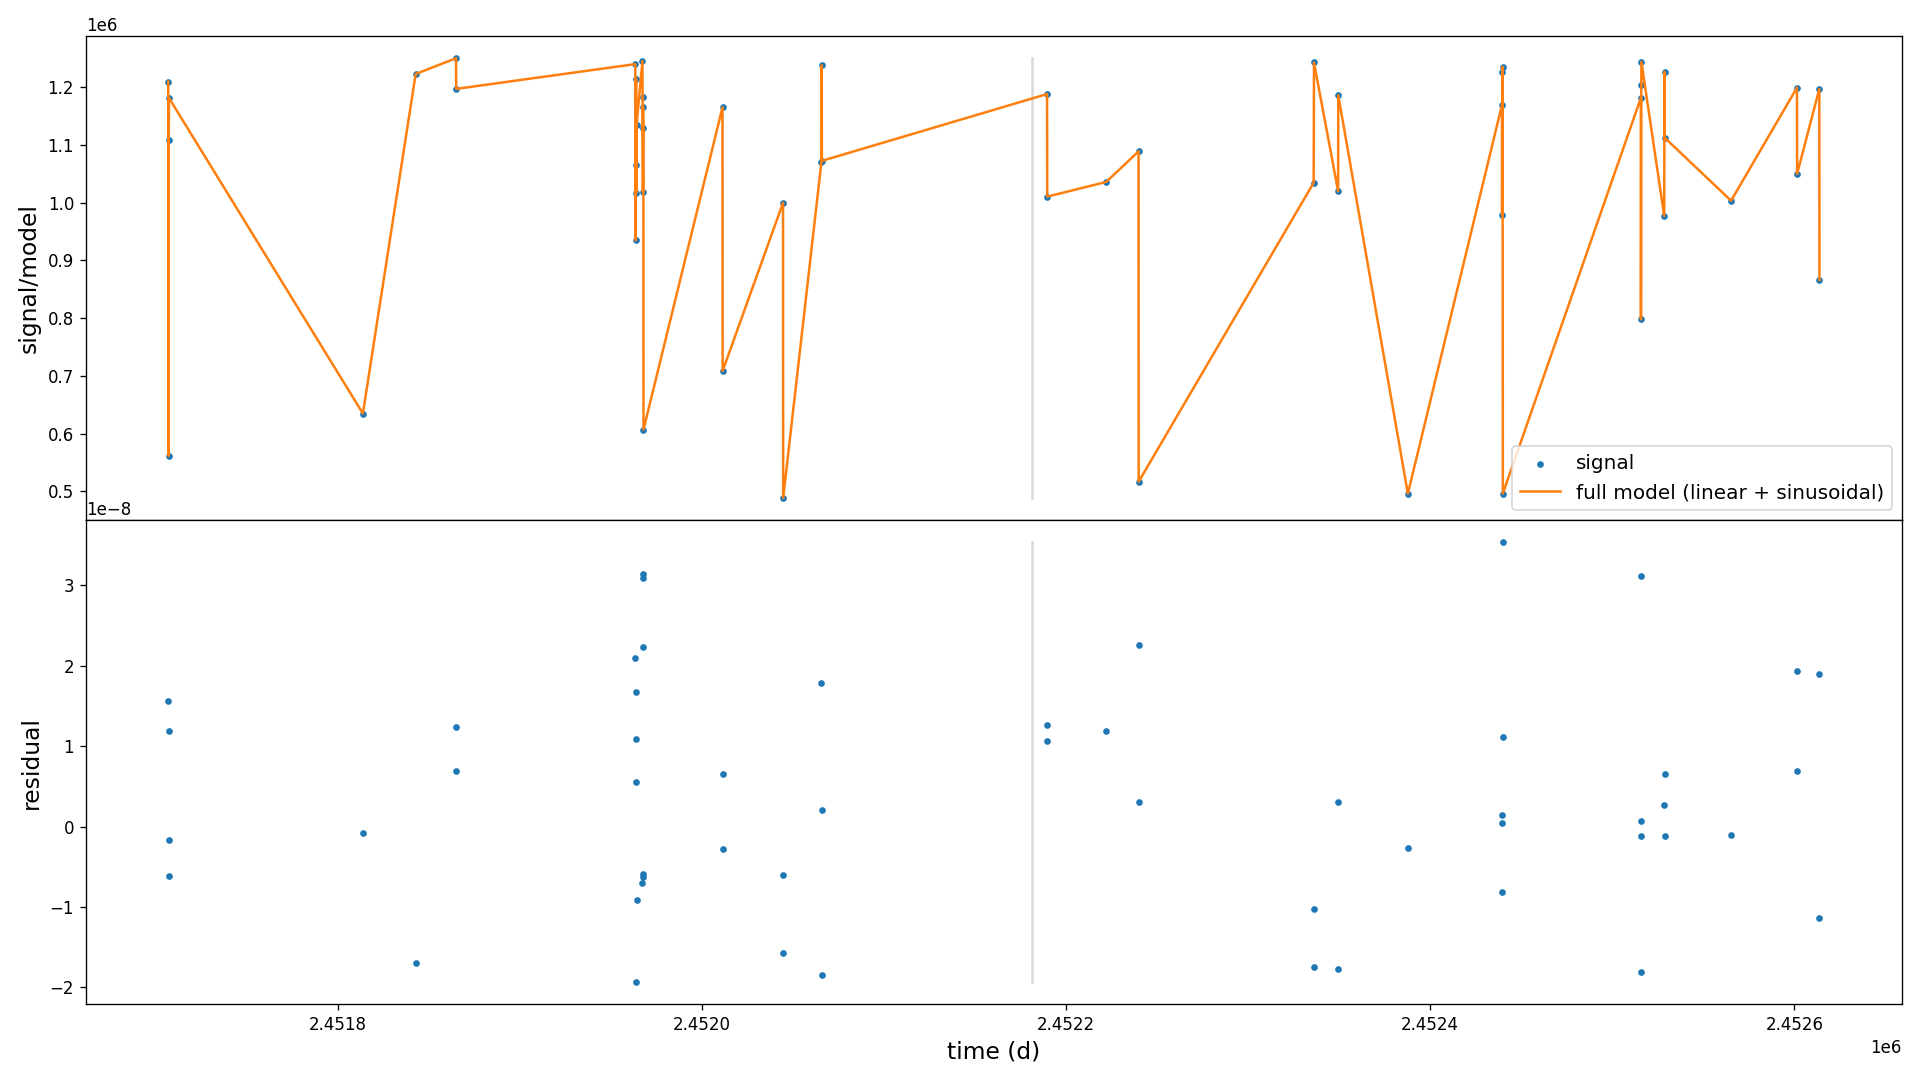 1e6
1.2
1.1
1.0
0.9
0.8
0.7
0.6
0.5
signal/model
signal
full model (linear + sinusoidal)
1e−8
3
2
1
0
−1
−2
residual
2.4518
2.4520
2.4522
2.4524
2.4526
time (d)
1e6